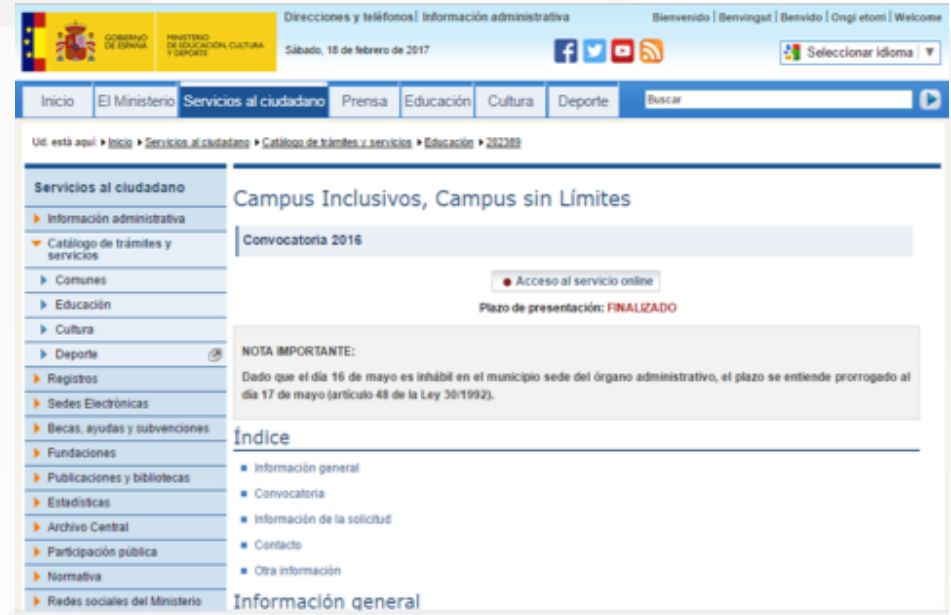 Direcciones y teléfonos | Información administrativa
Bienvenido | Benvingut | Benvido | Ongi etorri | Welcome
GOBIERNO DE ESPAÑA
MINISTERIO DE EDUCACIÓN, CULTURA Y DEPORTE
Sábado, 18 de febrero de 2017
Seleccionar idioma ▼
Inicio El Ministerio Servicios al ciudadano Prensa Educación Cultura Deporte Buscar
Ud. está aquí: Inicio Servicios al ciudadano Catálogo de trámites y servicios Educación 202389
Servicios al ciudadano
Información administrativa
Catálogo de trámites y servicios
Comunes
Educación
Cultura
Deporte
Registros
Sedes Electrónicas
Becas, ayudas y subvenciones
Fundaciones
Publicaciones y bibliotecas
Estadísticas
Archivo Central
Participación pública
Normativa
Redes sociales del Ministerio
Campus Inclusivos, Campus sin Límites
Convocatoria 2016
Acceso al servicio online
Plazo de presentación: FINALIZADO
NOTA IMPORTANTE:
Dado que el día 16 de mayo es inhábil en el municipio sede del órgano administrativo, el plazo se entiende prorrogado al
día 17 de mayo (artículo 48 de la Ley 30/1992).
Índice
Información general
Convocatoria
Información de la solicitud
Contacto
Otra información
Información general